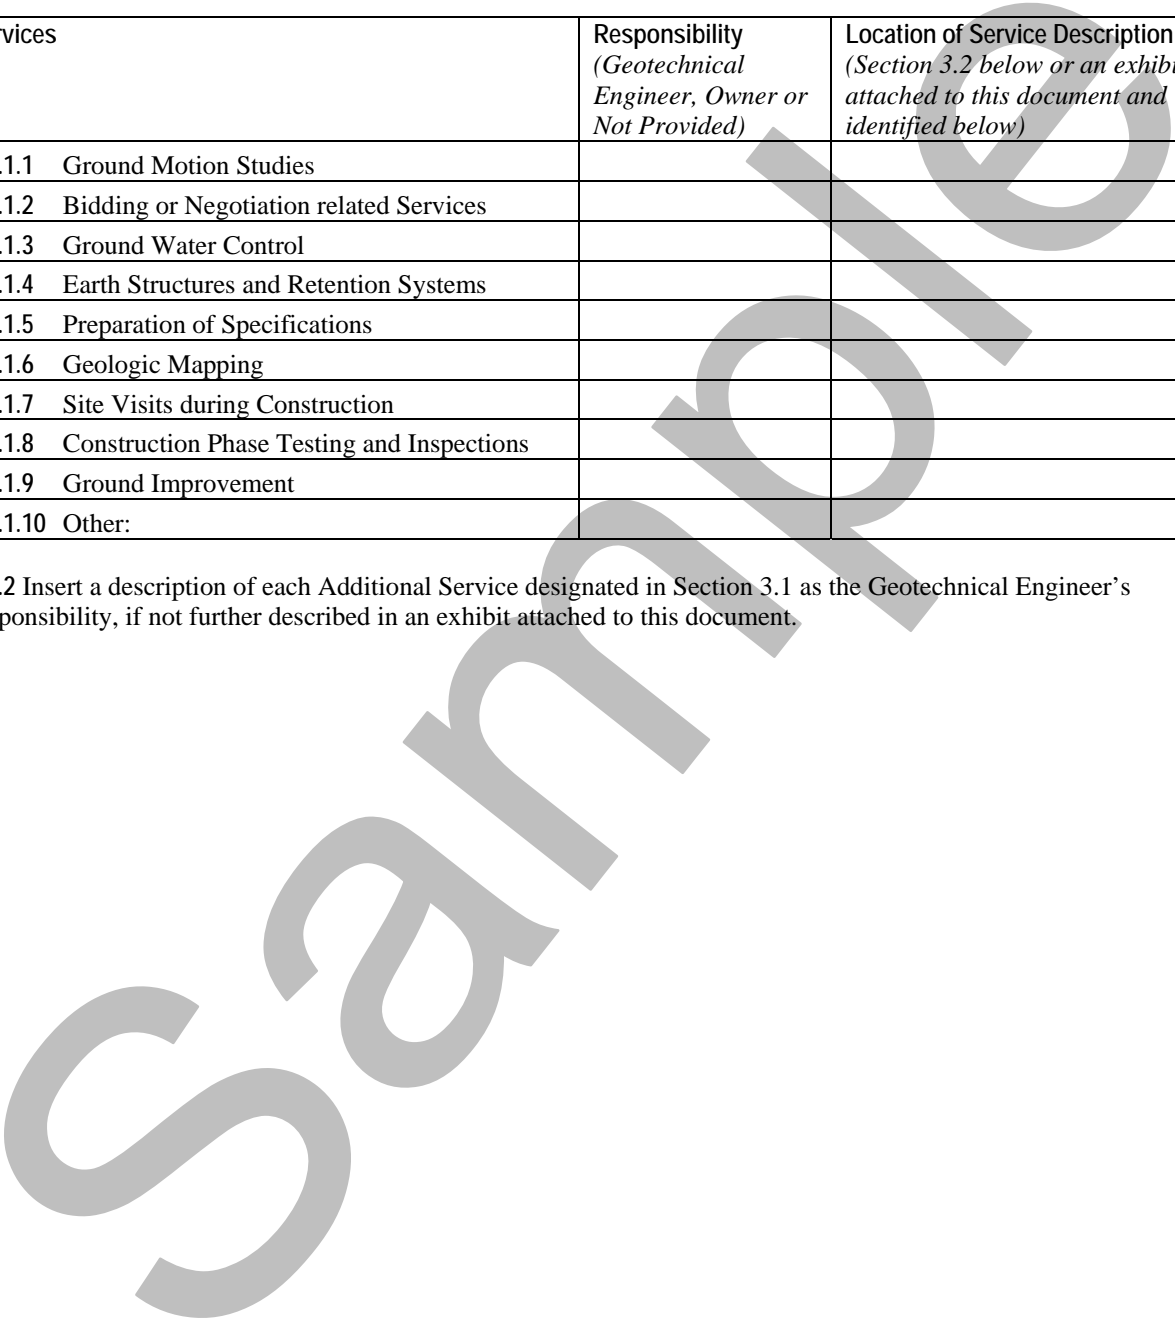 rvices Responsibility Location of Service Description
(Geotechnical (Section 3.2 below or an exhibi
Engineer, Owner or attached to this document and
Not Provided) identified below)
.1.1 Ground Motion Studies
.1.2 Bidding or Negotiation related Services
.1.3 Ground Water Control
.1.4 Earth Structures and Retention Systems
.1.5 Preparation of Specifications
.1.6 Geologic Mapping
.1.7 Site Visits during Construction
.1.8 Construction Phase Testing and Inspections
.1.9 Ground Improvement
.1.10 Other:
.2 Insert a description of each Additional Service designated in Section 3.1 as the Geotechnical Engineer’s
ponsibility, if not further described in an exhibit attached to this document.
Sample